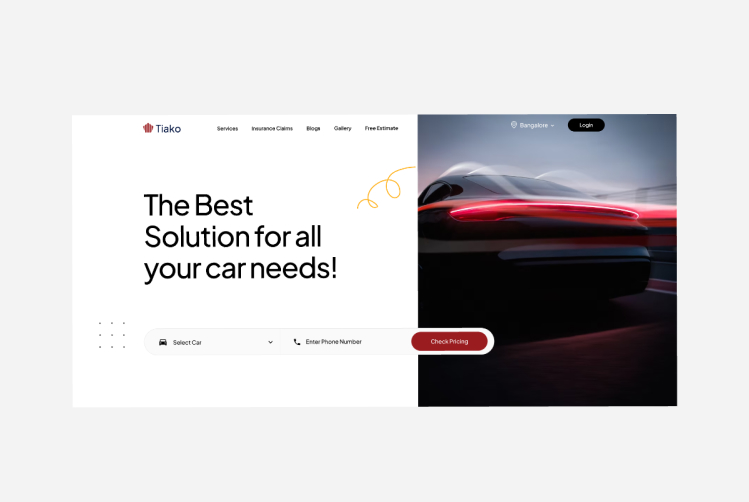 Tiako
Services
Insurance Claims
Blogs
Gallery
Free Estimate
Bangalore
Login
The Best
Solution for all
your car needs!
Select Car
Enter Phone Number
Check Pricing